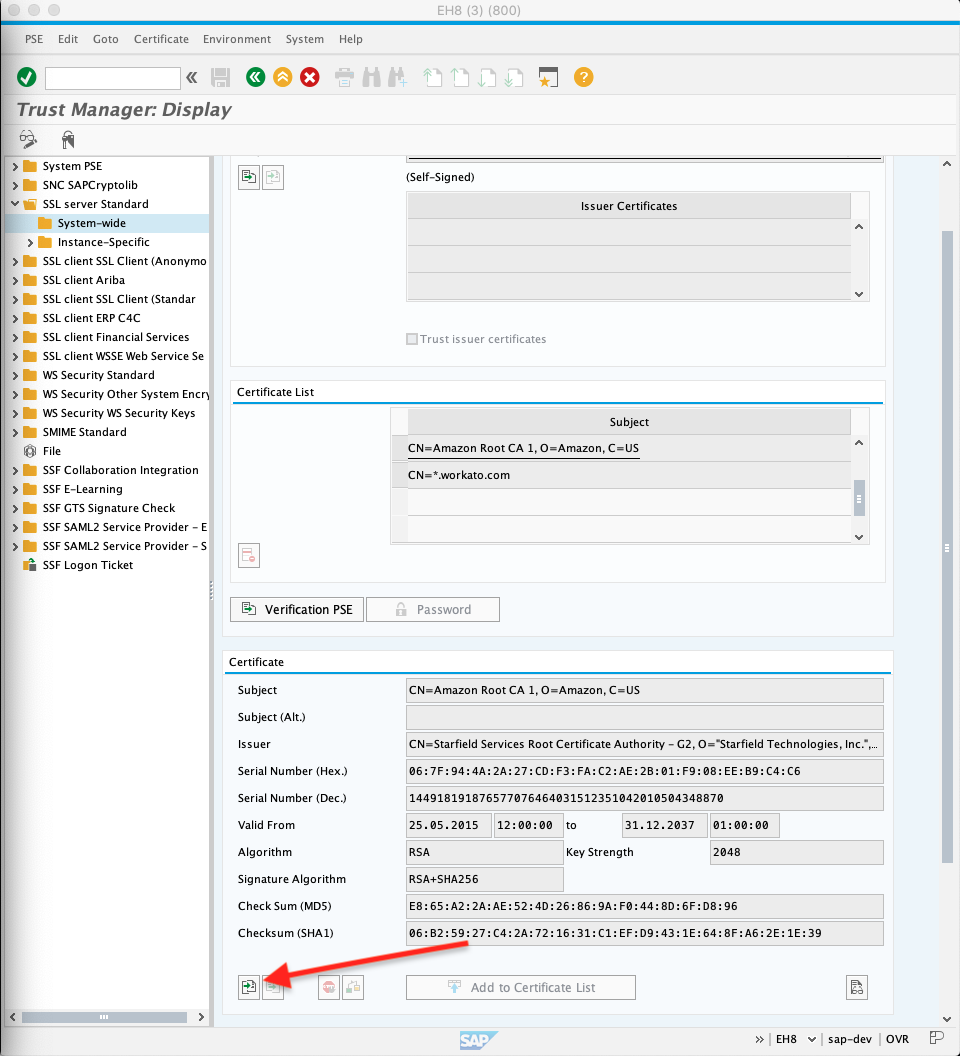 EH8 (3) (800)
PSE Edit Goto Certificate Environment System Help
Trust Manager: Display
System PSE
SNC SAPCryptolib
SSL server Standard
System-wide
Instance-Specific
SSL client SSL Client (Anonymo
SSL client Ariba
SSL client SSL Client (Standar
SSL client ERP C4C
SSL client Financial Services
SSL client WSSE Web Service Se
WS Security Standard
WS Security Other System Encry
WS Security WS Security Keys
SMIME Standard
File
SSF Collaboration Integration
SSF E-Learning
SSF GTS Signature Check
SSF SAML2 Service Provider - E
SSF SAML2 Service Provider - S
SSF Logon Ticket
(Self-Signed)
Issuer Certificates
Trust issuer certificates
Certificate List
Subject
CN=Amazon Root CA 1, O=Amazon, C=US
CN=*.workato.com
Verification PSE Password
Certificate
Subject CN=Amazon Root CA 1, O=Amazon, C=US
Subject (Alt.)
Issuer CN=Starfield Services Root Certificate Authority - G2, O="Starfield Technologies, Inc.",...
Serial Number (Hex.) 06:7F:94:4A:2A:27:CD:F3:FA:C2:AE:2B:01:F9:08:EE:B9:C4:C6
Serial Number (Dec.) 144918191876577076464031512351042010504348870
Valid From 25.05.2015 12:00:00 to 31.12.2037 01:00:00
Algorithm RSA Key Strength 2048
Signature Algorithm RSA+SHA256
Check Sum (MD5) E8:65:A2:2A:AE:52:4D:26:86:9A:F0:44:8D:6F:D8:96
Checksum (SHA1) 06:B2:59:27:C4:2A:72:16:31:C1:EF:D9:43:1E:64:8F:A6:2E:1E:39
Add to Certificate List
SAP EH8 sap-dev OVR